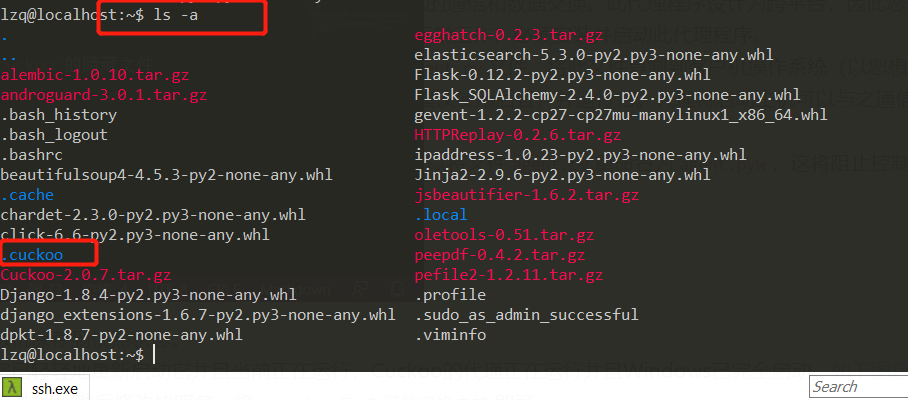 lzq@localhost:~$ ls -a
.
..
alembic-1.0.10.tar.gz
androguard-3.0.1.tar.gz
.bash_history
.bash_logout
.bashrc
beautifulsoup4-4.5.3-py2-none-any.whl
.cache
chardet-2.3.0-py2.py3-none-any.whl
click-6.6-py2.py3-none-any.whl
.cuckoo
Cuckoo-2.0.7.tar.gz
Django-1.8.4-py2.py3-none-any.whl
django_extensions-1.6.7-py2.py3-none-any.whl
dpkt-1.8.7-py2-none-any.whl
egghatch-0.2.3.tar.gz
elasticsearch-5.3.0-py2.py3-none-any.whl
Flask-0.12.2-py2.py3-none-any.whl
Flask_SQLAlchemy-2.4.0-py2.py3-none-any.whl
gevent-1.2.2-cp27-cp27mu-manylinux1_x86_64.whl
HTTPReplay-0.2.6.tar.gz
ipaddress-1.0.23-py2.py3-none-any.whl
Jinja2-2.9.6-py2.py3-none-any.whl
jsbeautifier-1.6.2.tar.gz
.local
oletools-0.51.tar.gz
peepdf-0.4.2.tar.gz
pefile2-1.2.11.tar.gz
.profile
.sudo_as_admin_successful
.viminfo
lzq@localhost:~$
ssh.exe
Search